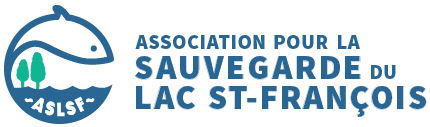 ~ASLSF~
ASSOCIATION POUR LA
SAUVEGARDE DU
LAC ST-FRANÇOIS